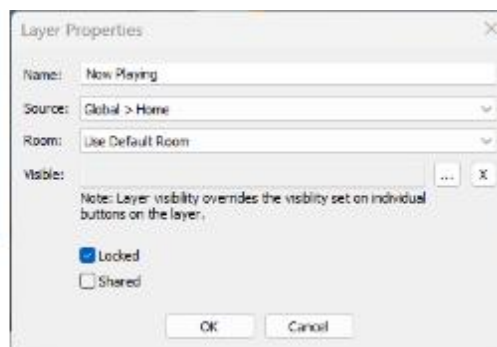 Layer Properties
Name: Now Playing
Source: Global > Home
Room: Use Default Room
Visible: ... X
Note: Layer visibility overrides the visiblity set on individual
buttons on the layer.
Locked
Shared
OK Cancel